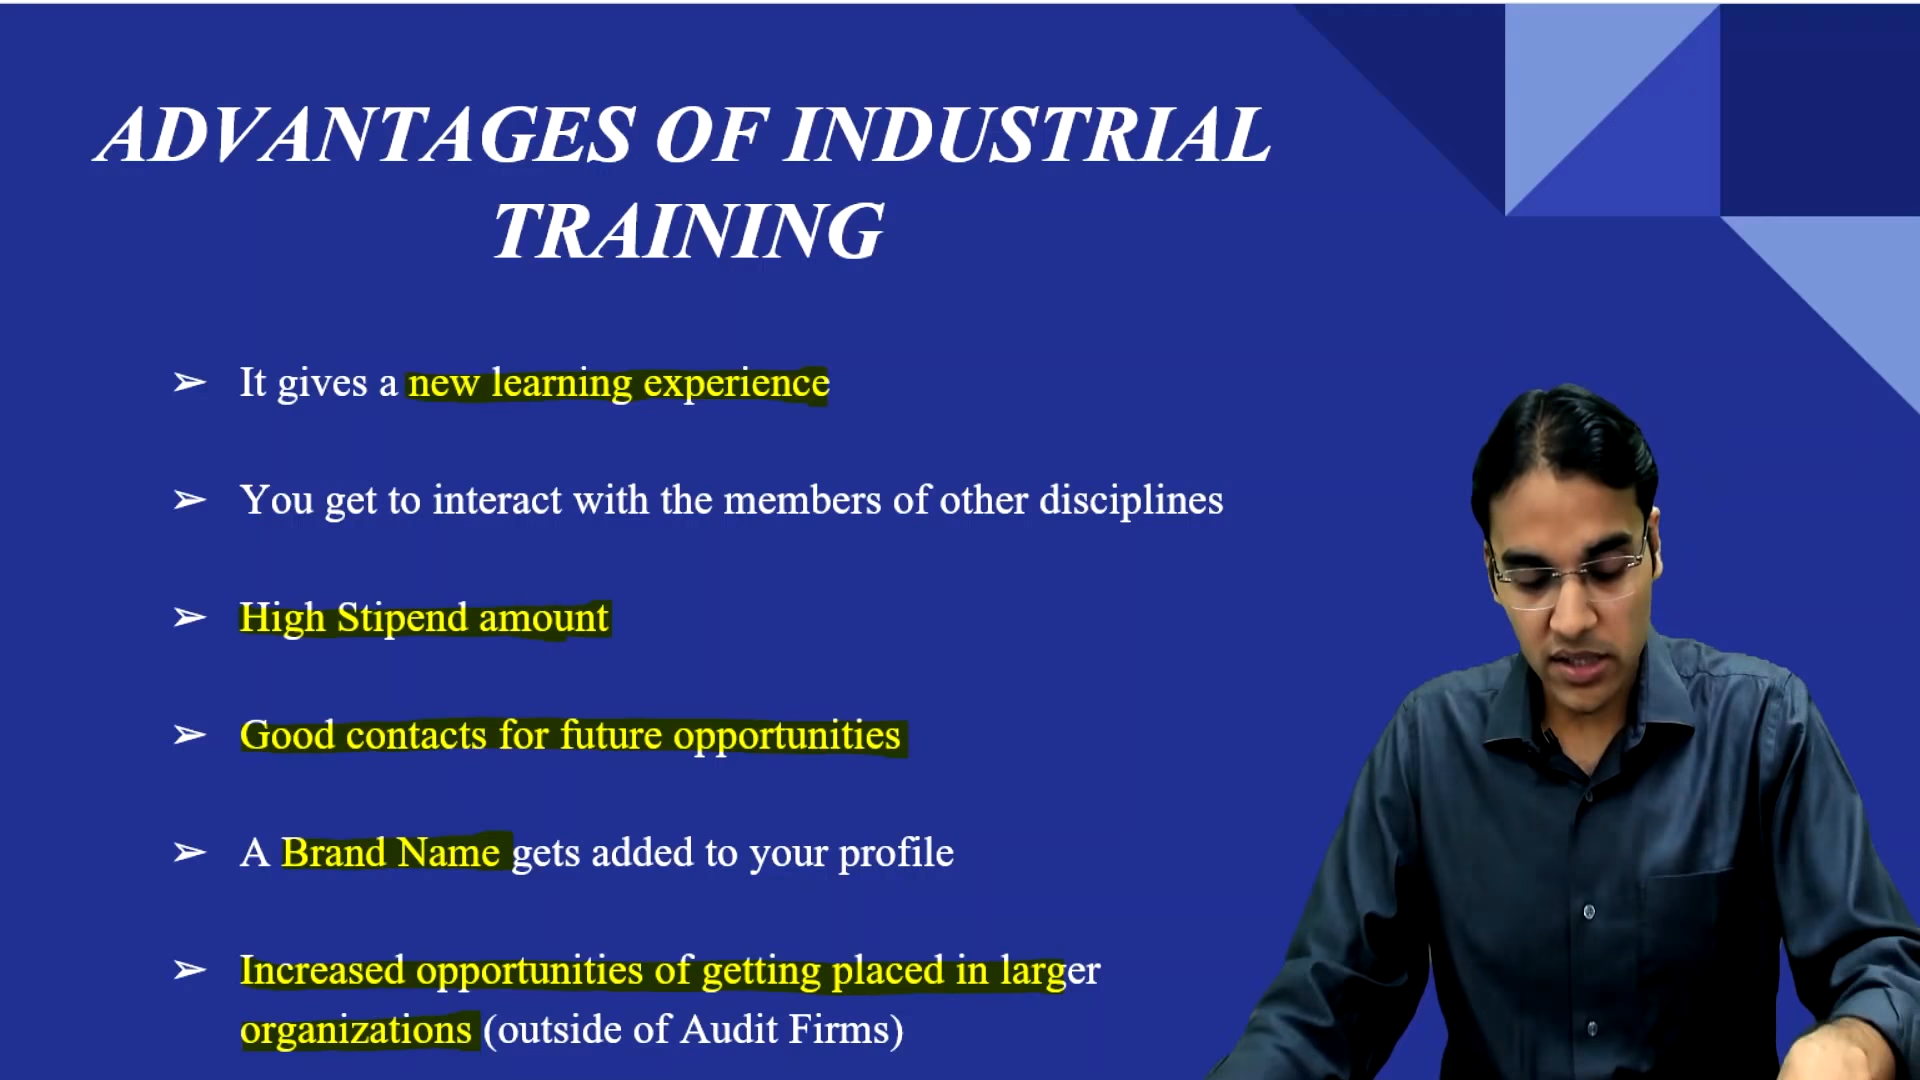 ADVANTAGES OF INDUSTRIAL
TRAINING
➢ It gives a new learning experience
➢ You get to interact with the members of other disciplines
➢ High Stipend amount
➢ Good contacts for future opportunities
➢ A Brand Name gets added to your profile
➢ Increased opportunities of getting placed in larger
organizations (outside of Audit Firms)